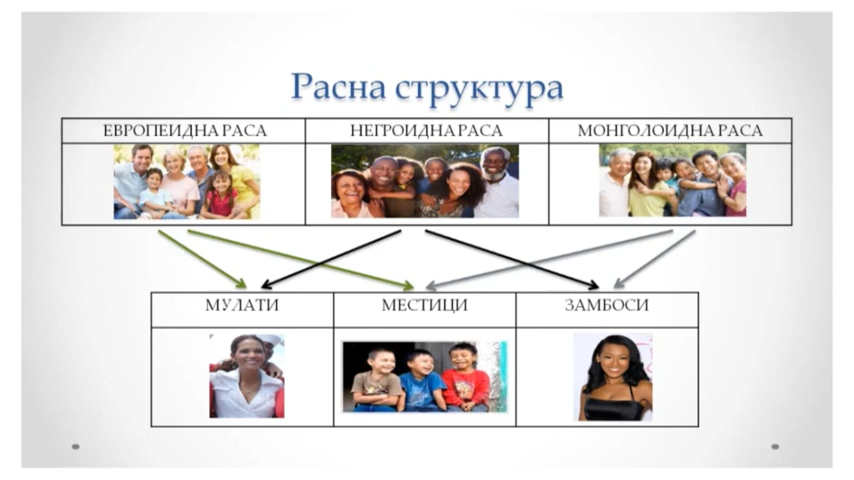 Расна структура
ЕВРОПЕИДНА РАСА НЕГРОИДНА РАСА МОНГОЛОИДНА РАСА
МУЛАТИ МЕСТИЦИ ЗАМБОСИ